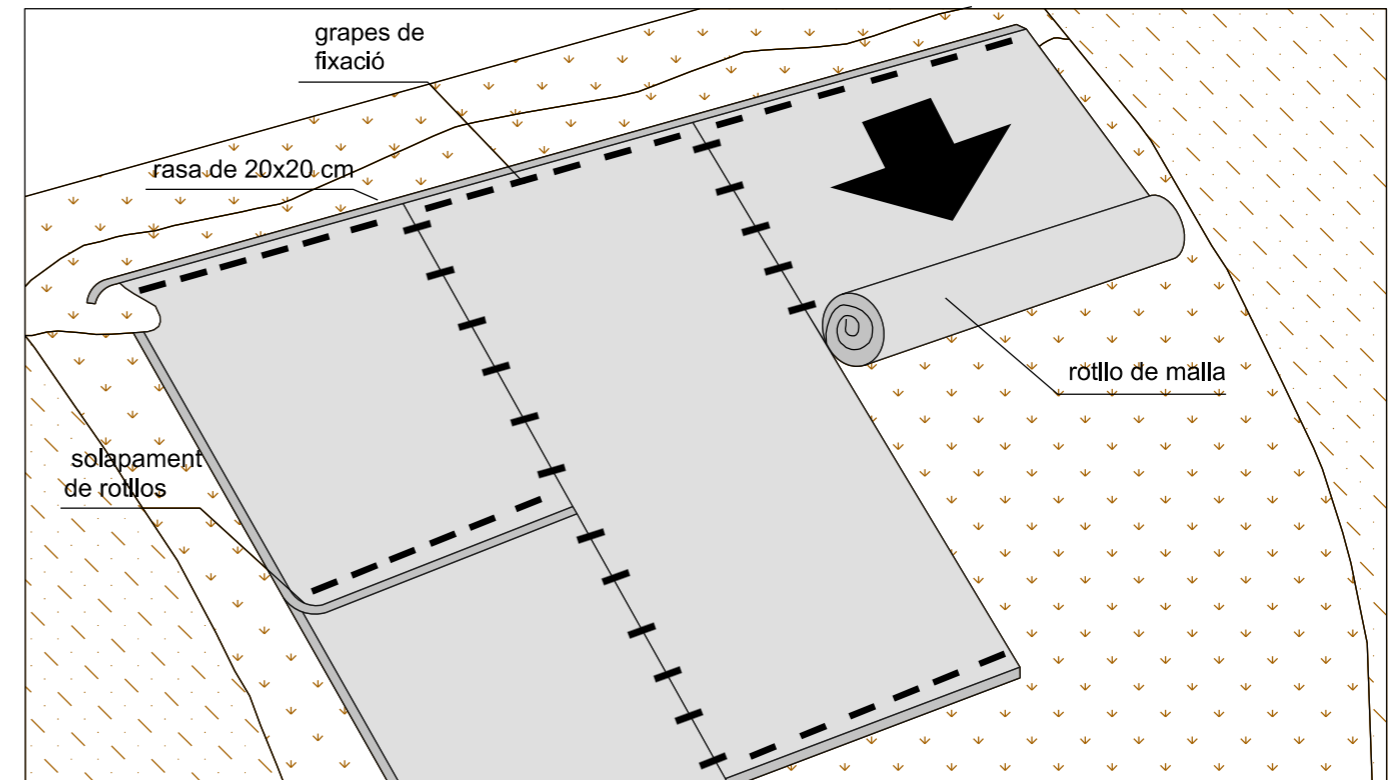 grapes de
fixació
rasa de 20x20 cm
rotllo de malla
solapament
de rotllos